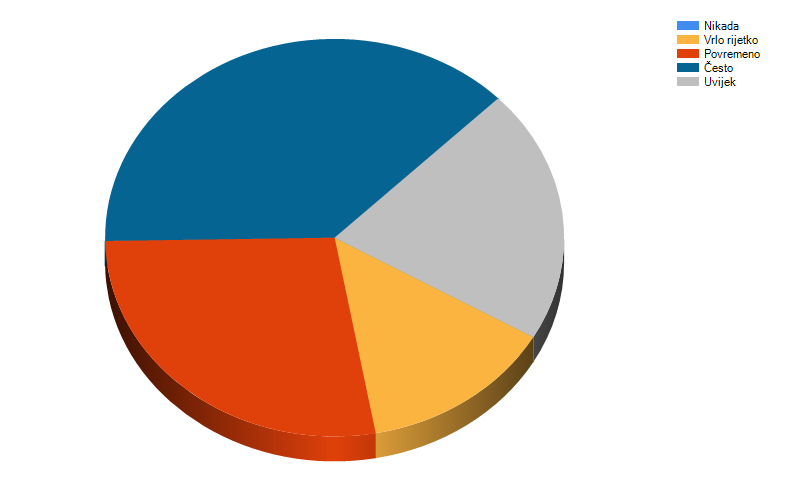 Nikada
Vrlo rijetko
Povremeno
Često
Uvijek